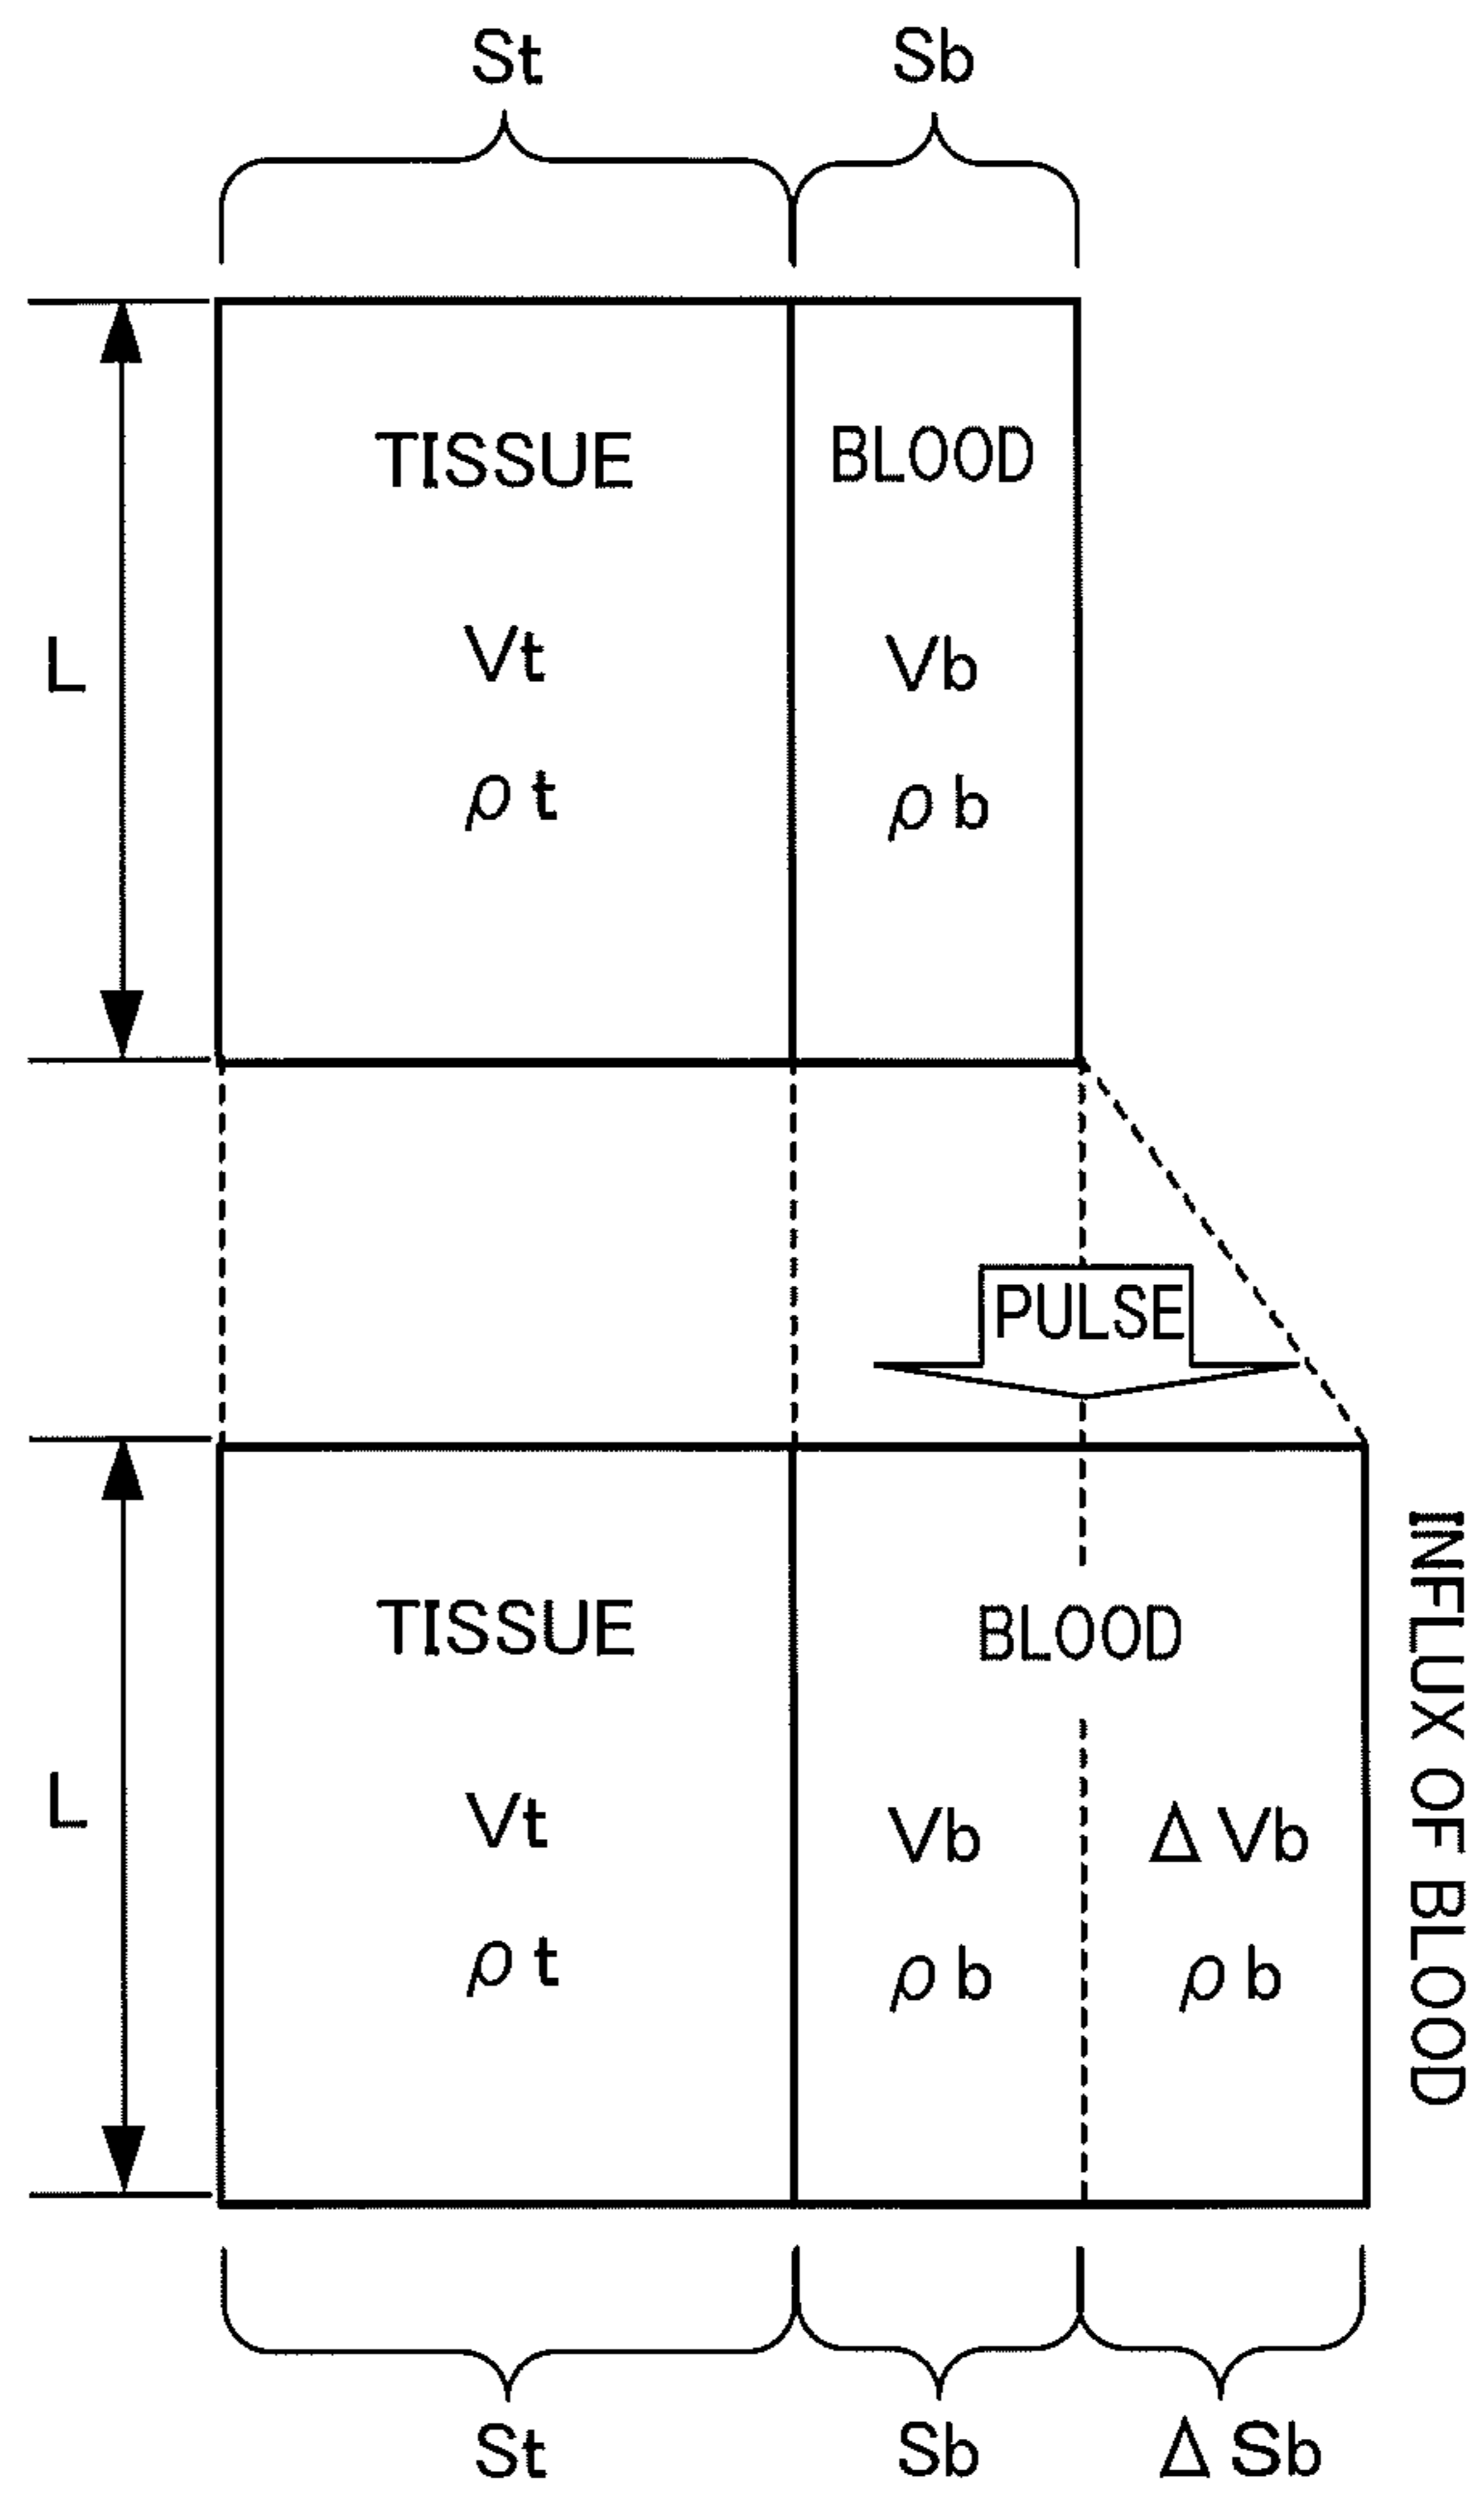 St Sb
TISSUE BLOOD
L Vt Vb
ρt ρb
PULSE
TISSUE BLOOD
L Vt Vb ΔVb
ρt ρb ρb
INFLUX OF BLOOD
St Sb ΔSb